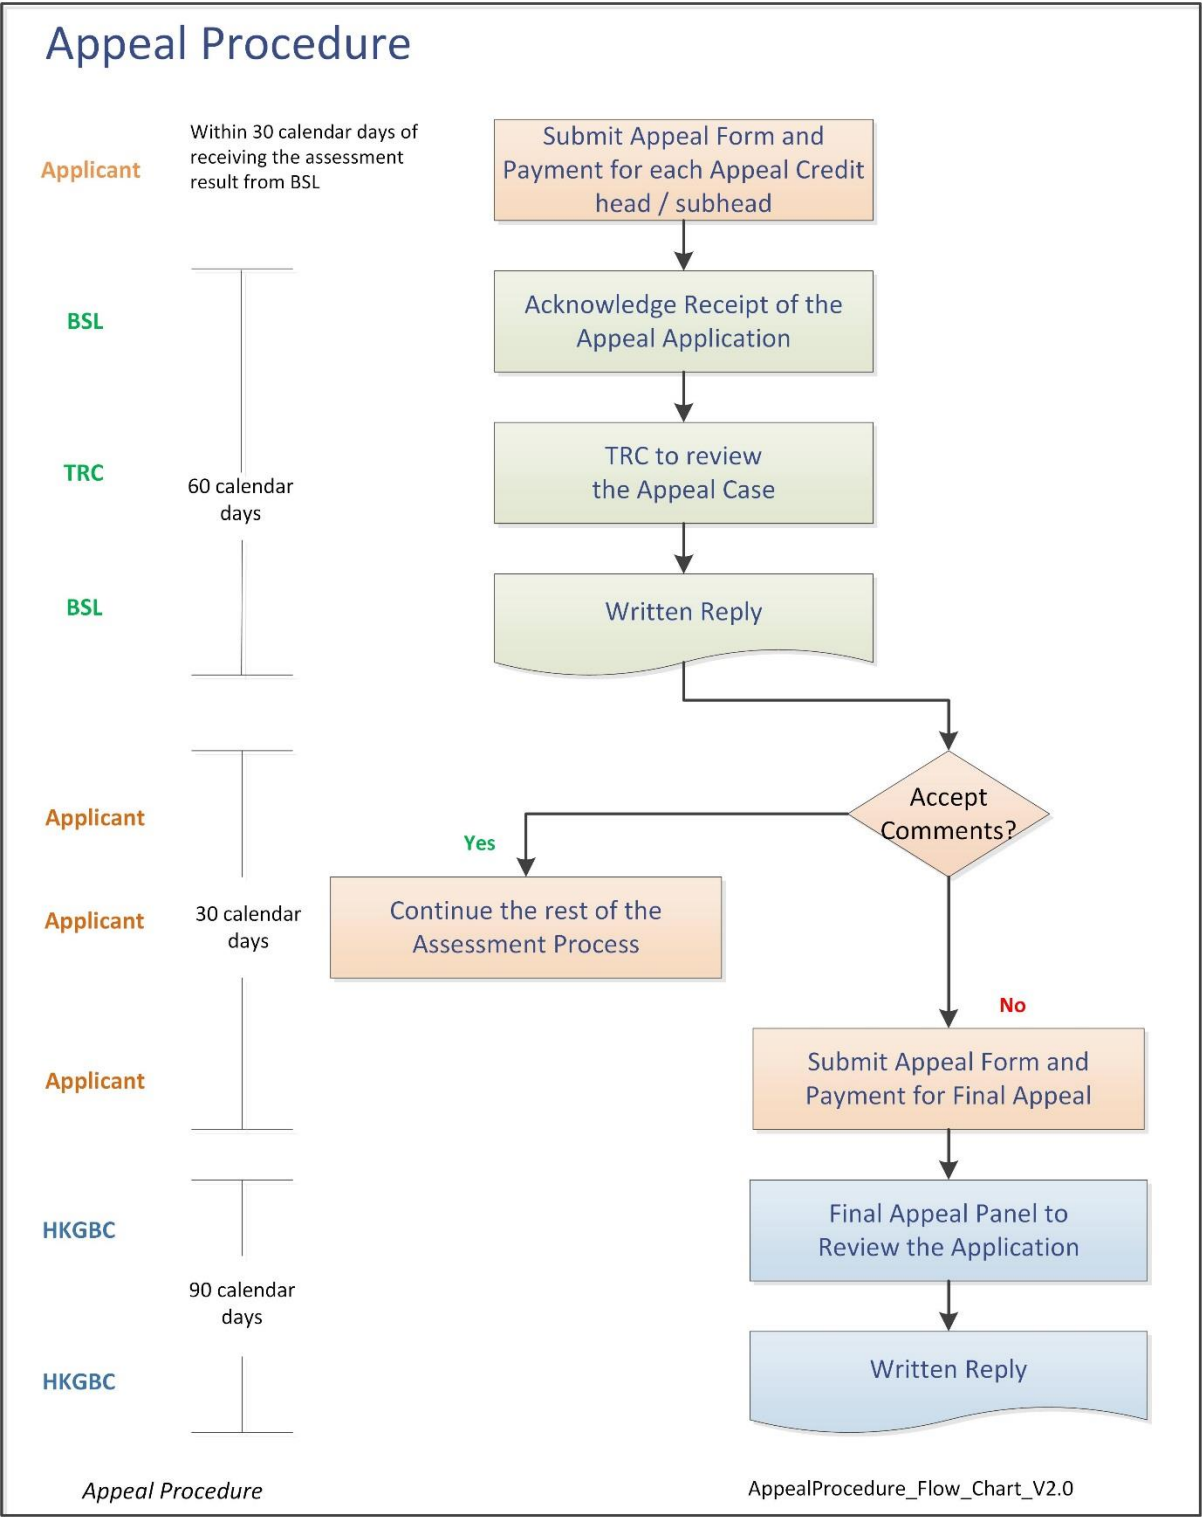 Appeal Procedure
Applicant
Within 30 calendar days of
receiving the assessment
result from BSL
Submit Appeal Form and
Payment for each Appeal Credit
head / subhead
BSL
Acknowledge Receipt of the
Appeal Application
TRC
60 calendar
days
TRC to review
the Appeal Case
BSL
Written Reply
Applicant
Accept
Comments?
Yes
Applicant
30 calendar
days
Continue the rest of the
Assessment Process
No
Applicant
Submit Appeal Form and
Payment for Final Appeal
HKGBC
Final Appeal Panel to
Review the Application
90 calendar
days
HKGBC
Written Reply
Appeal Procedure
AppealProcedure_Flow_Chart_V2.0